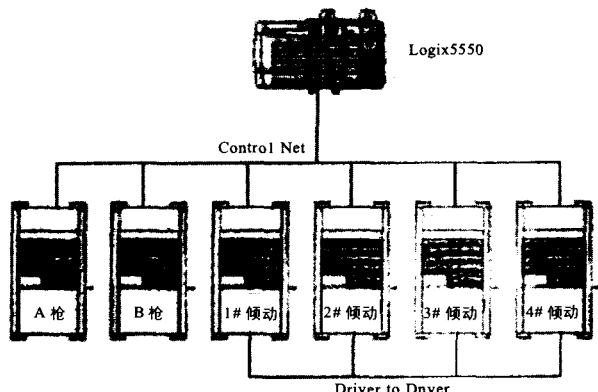 Logix5550
Control Net
A 枪
B 枪
1# 倾动
2# 倾动
3# 倾动
4# 倾动
Driver to Dnver